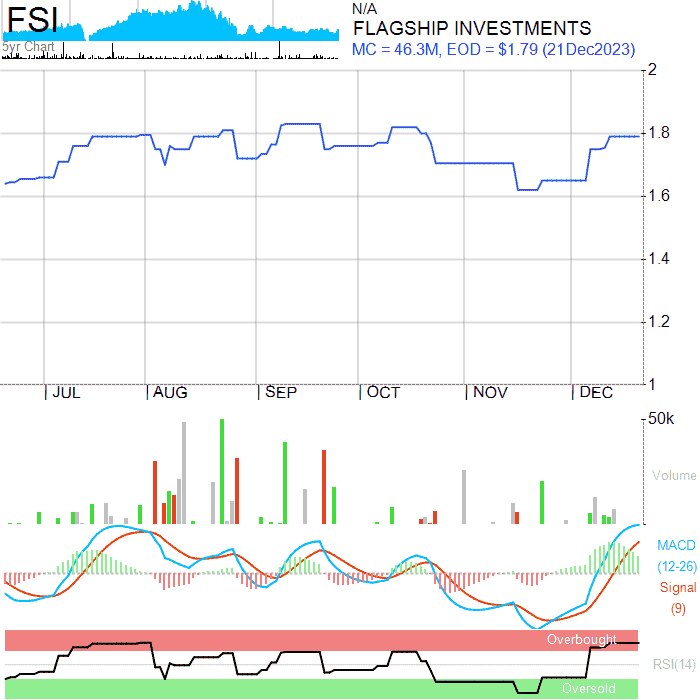 FSI
5yr Chart
N/A
FLAGSHIP INVESTMENTS
MC = 46.3M, EOD = $1.79 (21Dec2023)
2
1.8
1.6
1.4
1.2
1
JUL AUG SEP OCT NOV DEC
50k
Volume
MACD
(12-26)
Signal
(9)
Overbought
RSI(14)
Oversold